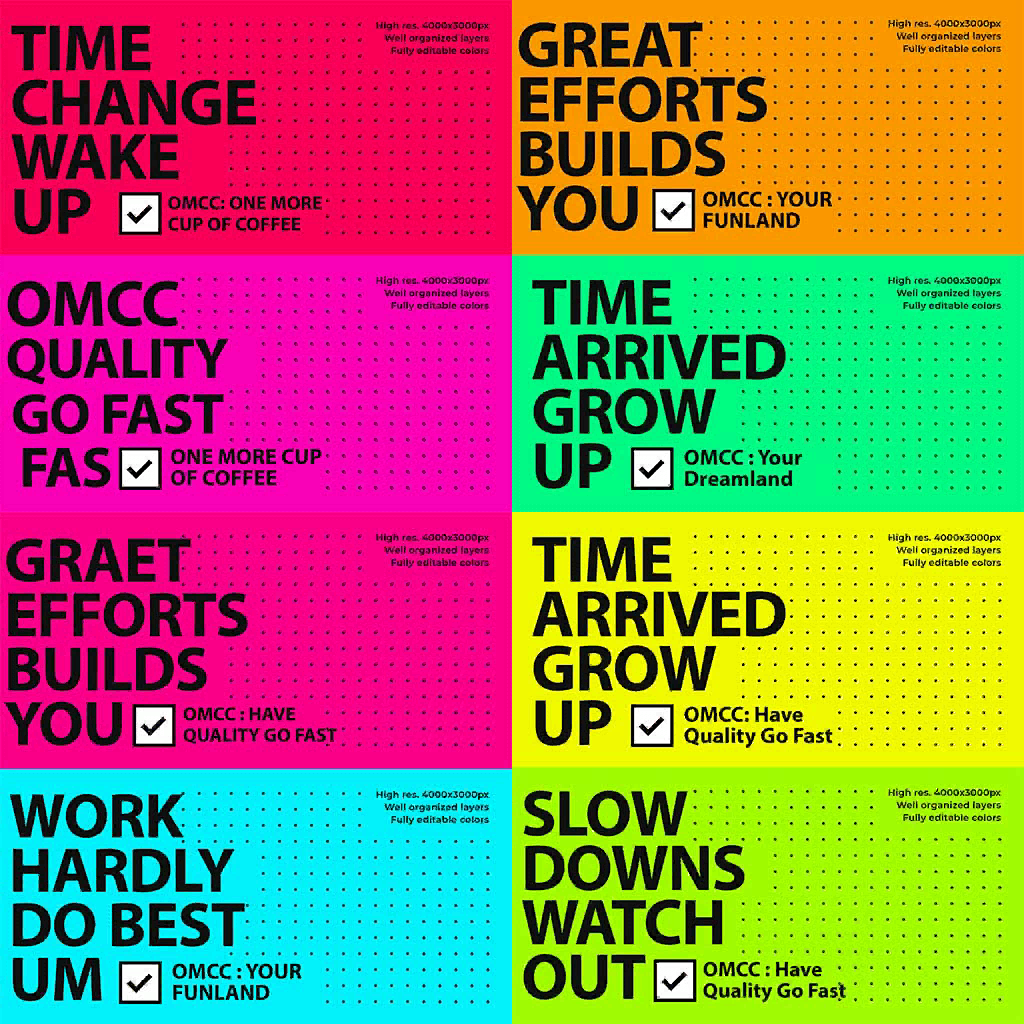 TIME
CHANGE
WAKE
UP
OMCC: ONE MORE
CUP OF COFFEE
High res. 4000x3000px
Well organized layers
Fully editable colors
GREAT
EFFORTS
BUILDS
YOU
OMCC : YOUR
FUNLAND
High res. 4000x3000px
Well organized layers
Fully editable colors
OMCC
QUALITY
GO FAST
FAS
ONE MORE CUP
OF COFFEE
High res. 4000x3000px
Well organized layers
Fully editable colors
TIME
ARRIVED
GROW
UP
OMCC : Your
Dreamland
High res. 4000x3000px
Well organized layers
Fully editable colors
GRAET
EFFORTS
BUILDS
YOU
OMCC : HAVE
QUALITY GO FAST
High res. 4000x3000px
Well organized layers
Fully editable colors
TIME
ARRIVED
GROW
UP
OMCC: Have
Quality Go Fast
High res. 4000x3000px
Well organized layers
Fully editable colors
WORK
HARDLY
DO BEST
UM
OMCC : YOUR
FUNLAND
High res. 4000x3000px
Well organized layers
Fully editable colors
SLOW
DOWNS
WATCH
OUT
OMCC : Have
Quality Go Fast
High res. 4000x3000px
Well organized layers
Fully editable colors